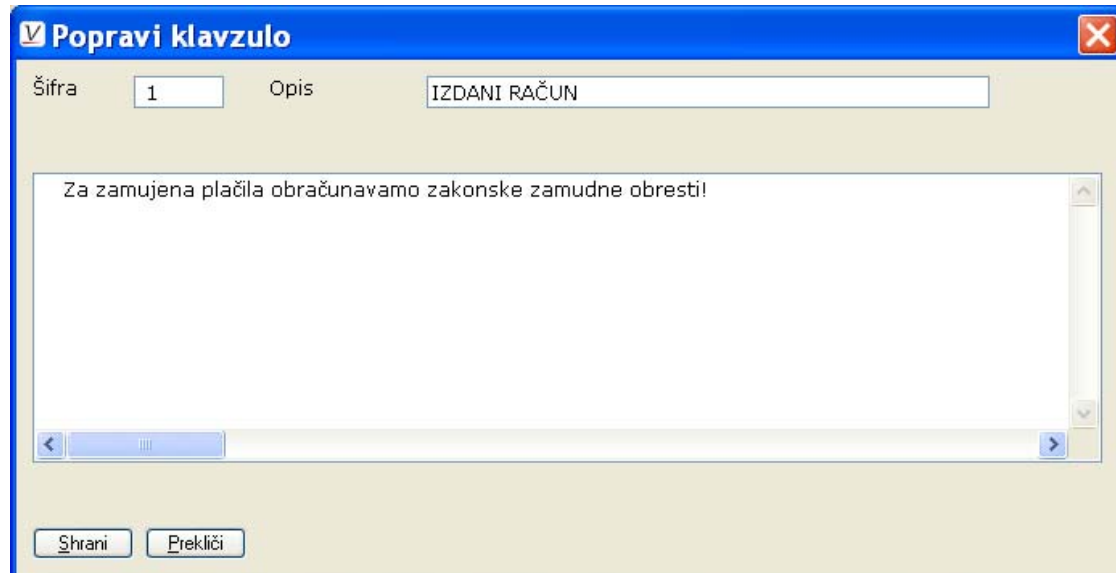 Popravi klavzulo
Šifra 1 Opis IZDANI RAČUN
Za zamujena plačila obračunavamo zakonske zamudne obresti!
Shrani Prekliči